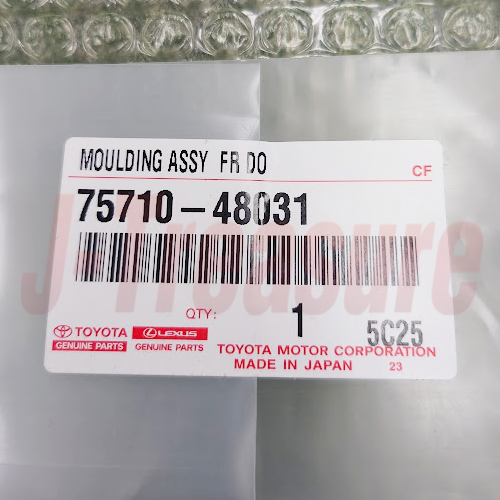 MOULDING ASSY FR DO
CF
75710-48031
J-Trseasure
QTY: 1 5C25
TOYOTA LEXUS
GENUINE PARTS GENUINE PARTS
TOYOTA MOTOR CORPORATION
MADE IN JAPAN 23